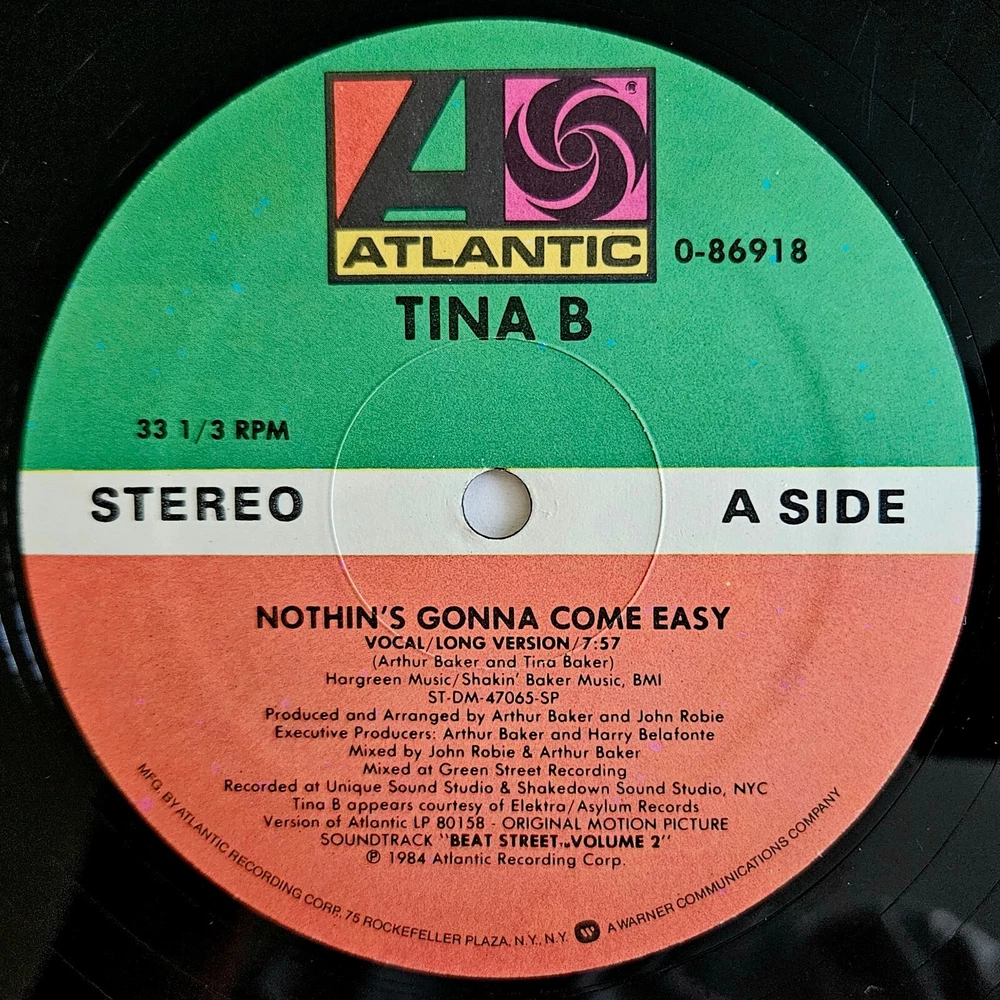 A
®
ATLANTIC
0-86918
TINA B
33 1/3 RPM
STEREO
A SIDE
NOTHIN'S GONNA COME EASY
VOCAL/LONG VERSION/7:57
(Arthur Baker and Tina Baker)
Hargreen Music/Shakin' Baker Music, BMI
ST-DM-47065-SP
Produced and Arranged by Arthur Baker and John Robie
Executive Producers: Arthur Baker and Harry Belafonte
Mixed by John Robie & Arthur Baker
Mixed at Green Street Recording
Recorded at Unique Sound Studio & Shakedown Sound Studio, NYC
Tina B appears courtesy of Elektra/Asylum Records
Version of Atlantic LP 80158 - ORIGINAL MOTION PICTURE
SOUNDTRACK "BEAT STREET™ VOLUME 2"
℗ 1984 Atlantic Recording Corp.
MFG. BY ATLANTIC RECORDING CORP., 75 ROCKEFELLER PLAZA, N.Y., N.Y. W A WARNER COMMUNICATIONS COMPANY